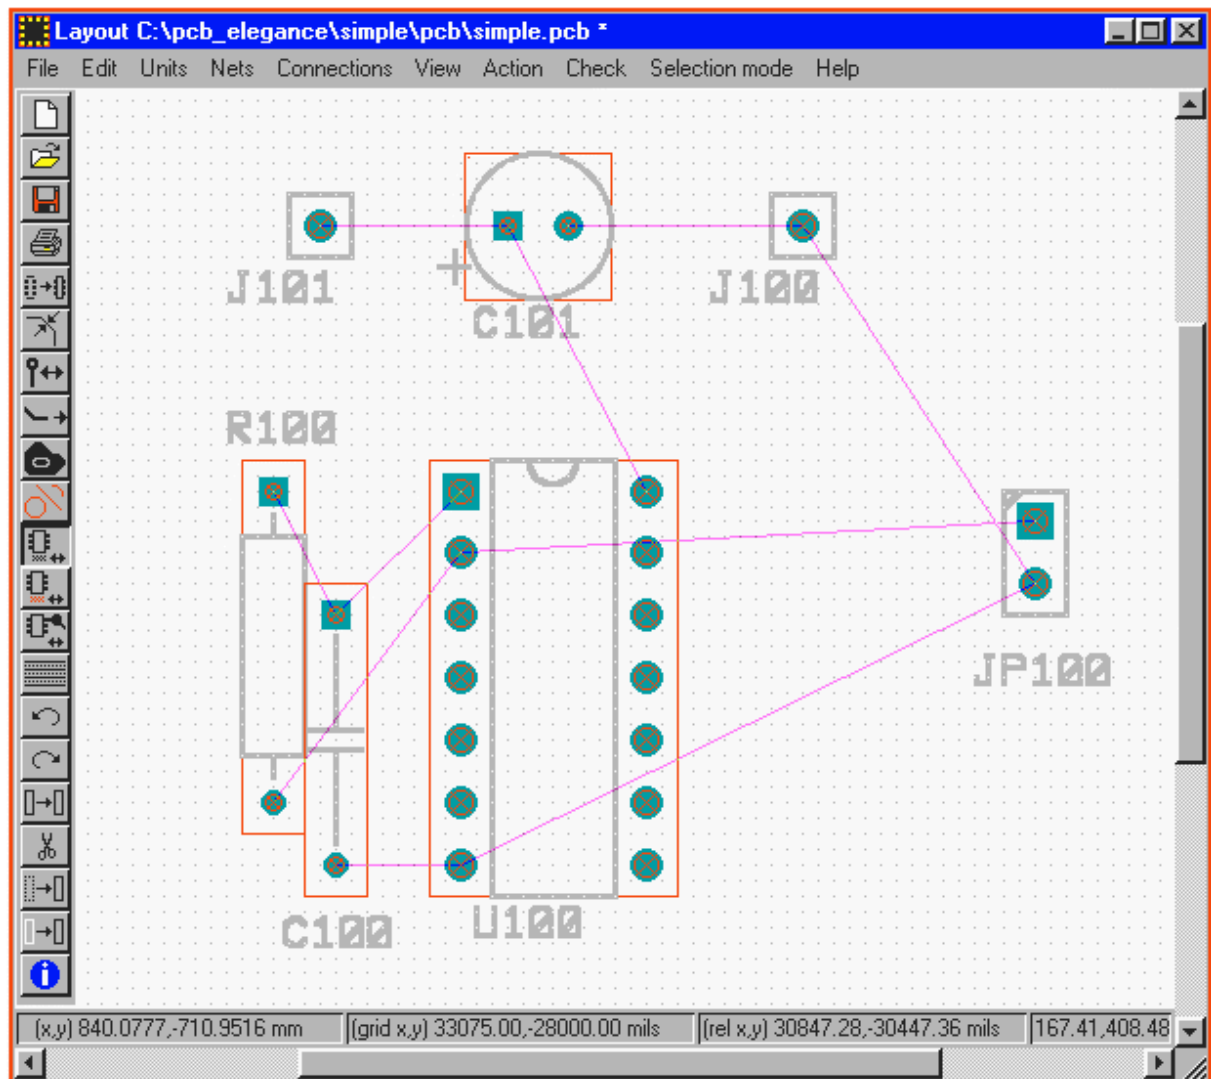 Layout C:\pcb_elegance\simple\pcb\simple.pcb *
File Edit Units Nets Connections View Action Check Selection mode Help
J101
J100
C101
R100
JP100
C100
U100
(x,y) 840.0777,-710.9516 mm (grid x,y) 33075.00,-28000.00 mils (rel x,y) 30847.28,-30447.36 mils 167.41,408.48